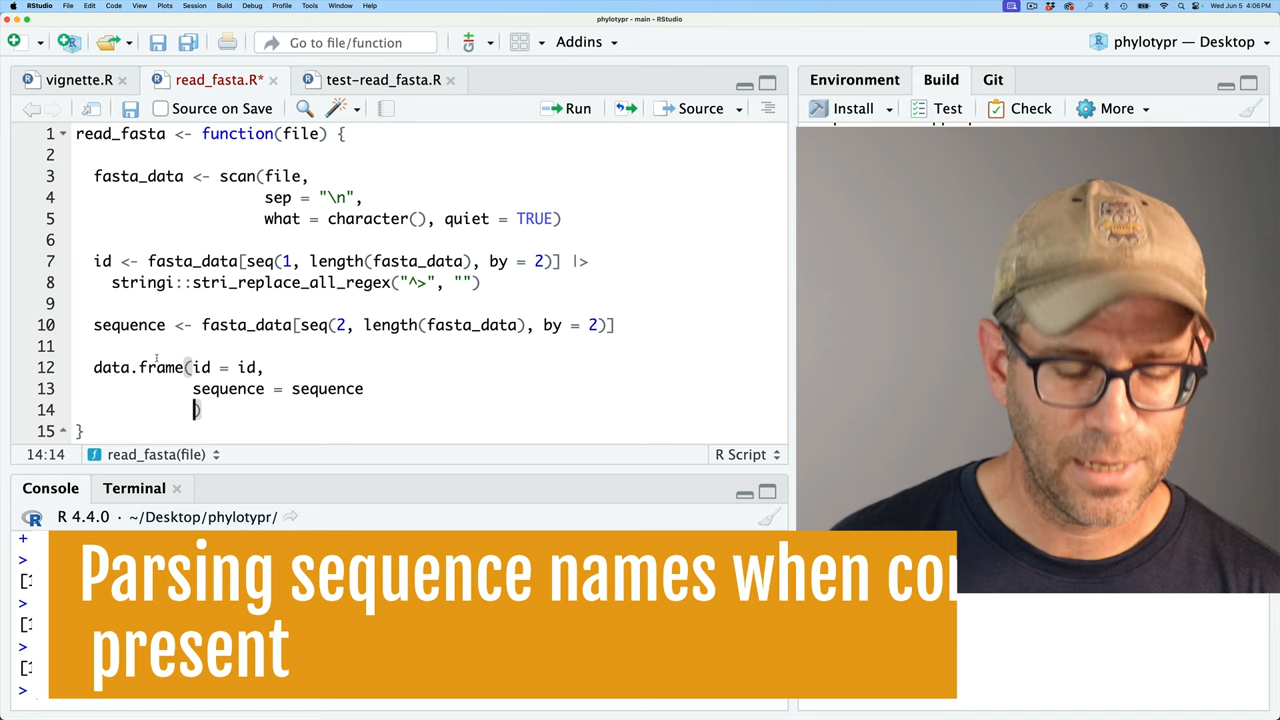 RStudio File Edit Code View Plots Session Build Debug Profile Tools Window Help Wed Jun 5 4:06 PM
phylotypr - main - RStudio
Go to file/function Addins phylotypr — Desktop
vignette.R read_fasta.R* test-read_fasta.R
Source on Save Run Source
1 read_fasta <- function(file) {
2
3 fasta_data <- scan(file,
4 sep = "\n",
5 what = character(), quiet = TRUE)
6
7 id <- fasta_data[seq(1, length(fasta_data), by = 2)] |>
8 stringi::stri_replace_all_regex("^>", "")
9
10 sequence <- fasta_data[seq(2, length(fasta_data), by = 2)]
11
12 data.frame(id = id,
13 sequence = sequence
14 )
15 }
14:14 read_fasta(file) R Script
Console Terminal
R 4.4.0 · ~/Desktop/phylotypr/
+
>
[1
>
[1
>
[1
>
Environment Build Git
Install Test Check More
Parsing sequence names when
present